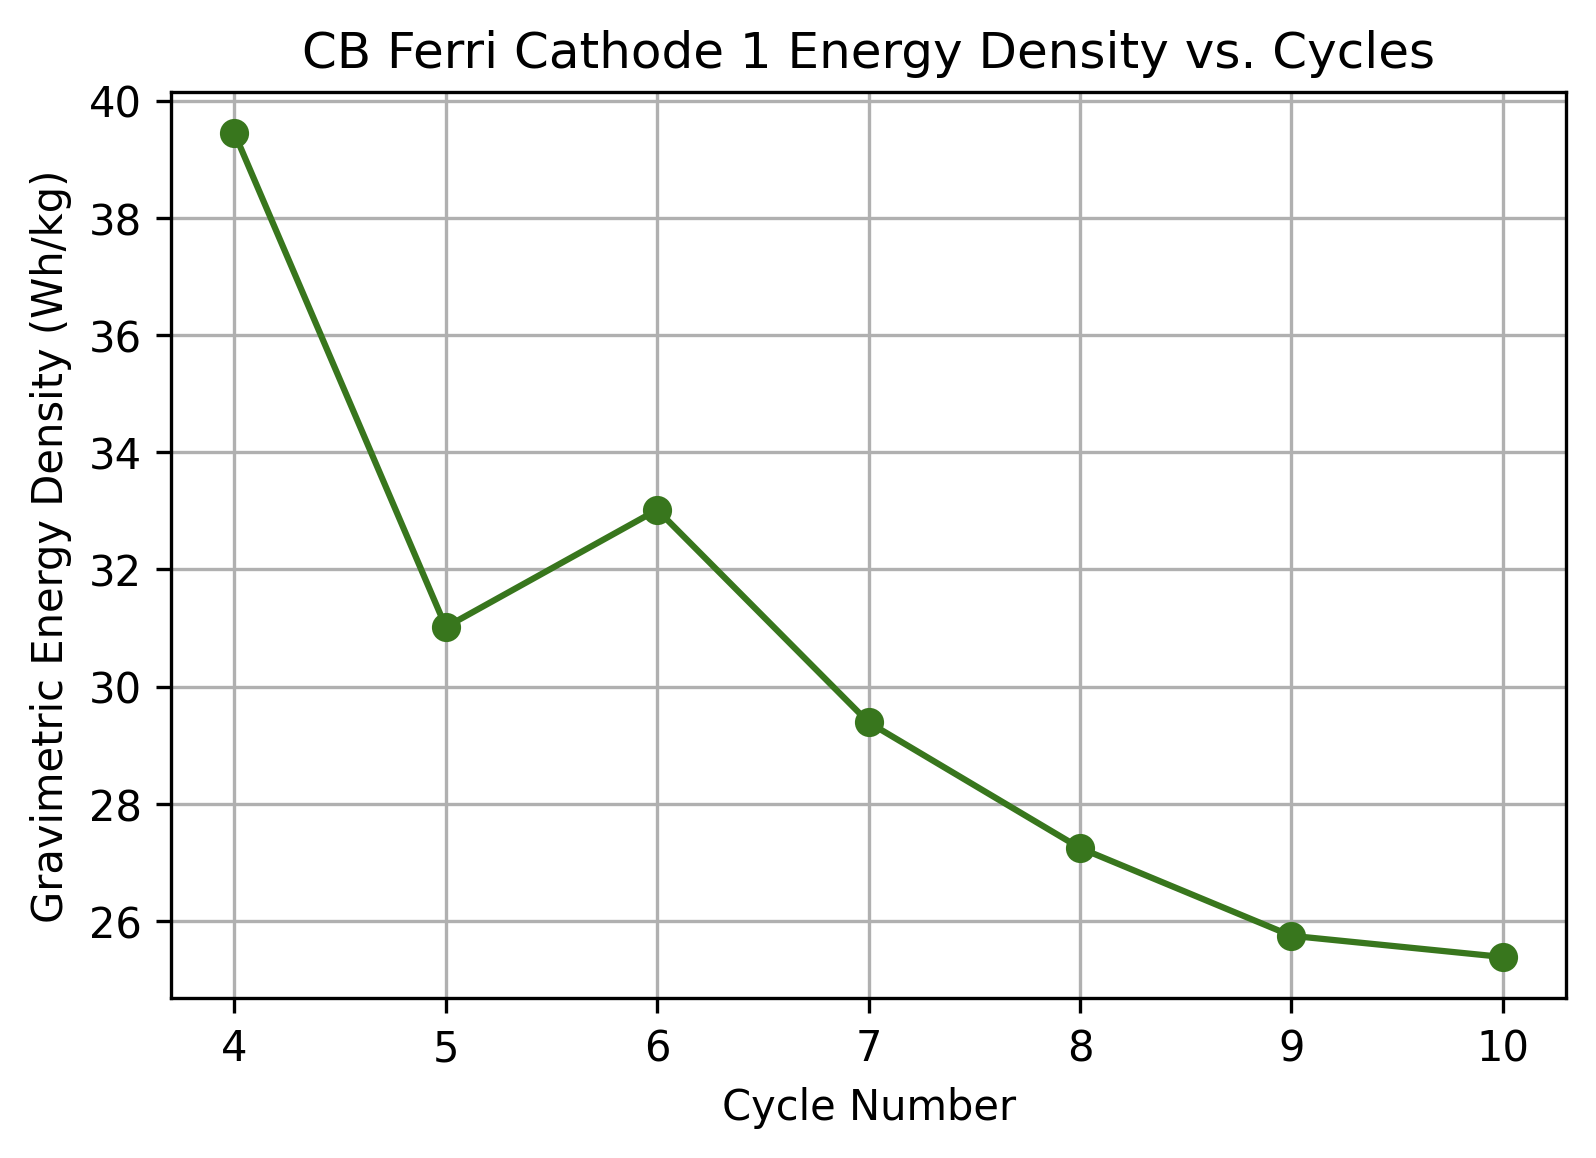 CB Ferri Cathode 1 Energy Density vs. Cycles
Gravimetric Energy Density (Wh/kg)
40
38
36
34
32
30
28
26
4 5 6 7 8 9 10
Cycle Number